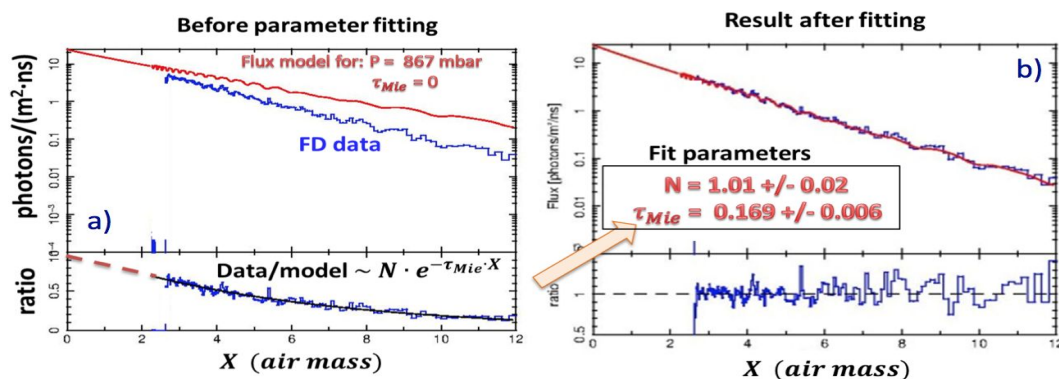 Before parameter fitting
photons/(m²·ns)
10
1
0.1
0.01
10⁻³
10⁻⁴
Flux model for: P = 867 mbar
τ_Mie = 0
FD data
a)
ratio
0.5
0
Data/model ~ N · e^{−τ_Mie·X}
0 2 4 6 8 10 12
X (air mass)
Result after fitting
b)
Flux [photons/m²/ns]
10
1
0.1
0.01
Fit parameters
N = 1.01 +/- 0.02
τ_Mie = 0.169 +/- 0.006
ratio
1
0.5
0 2 4 6 8 10 12
X (air mass)